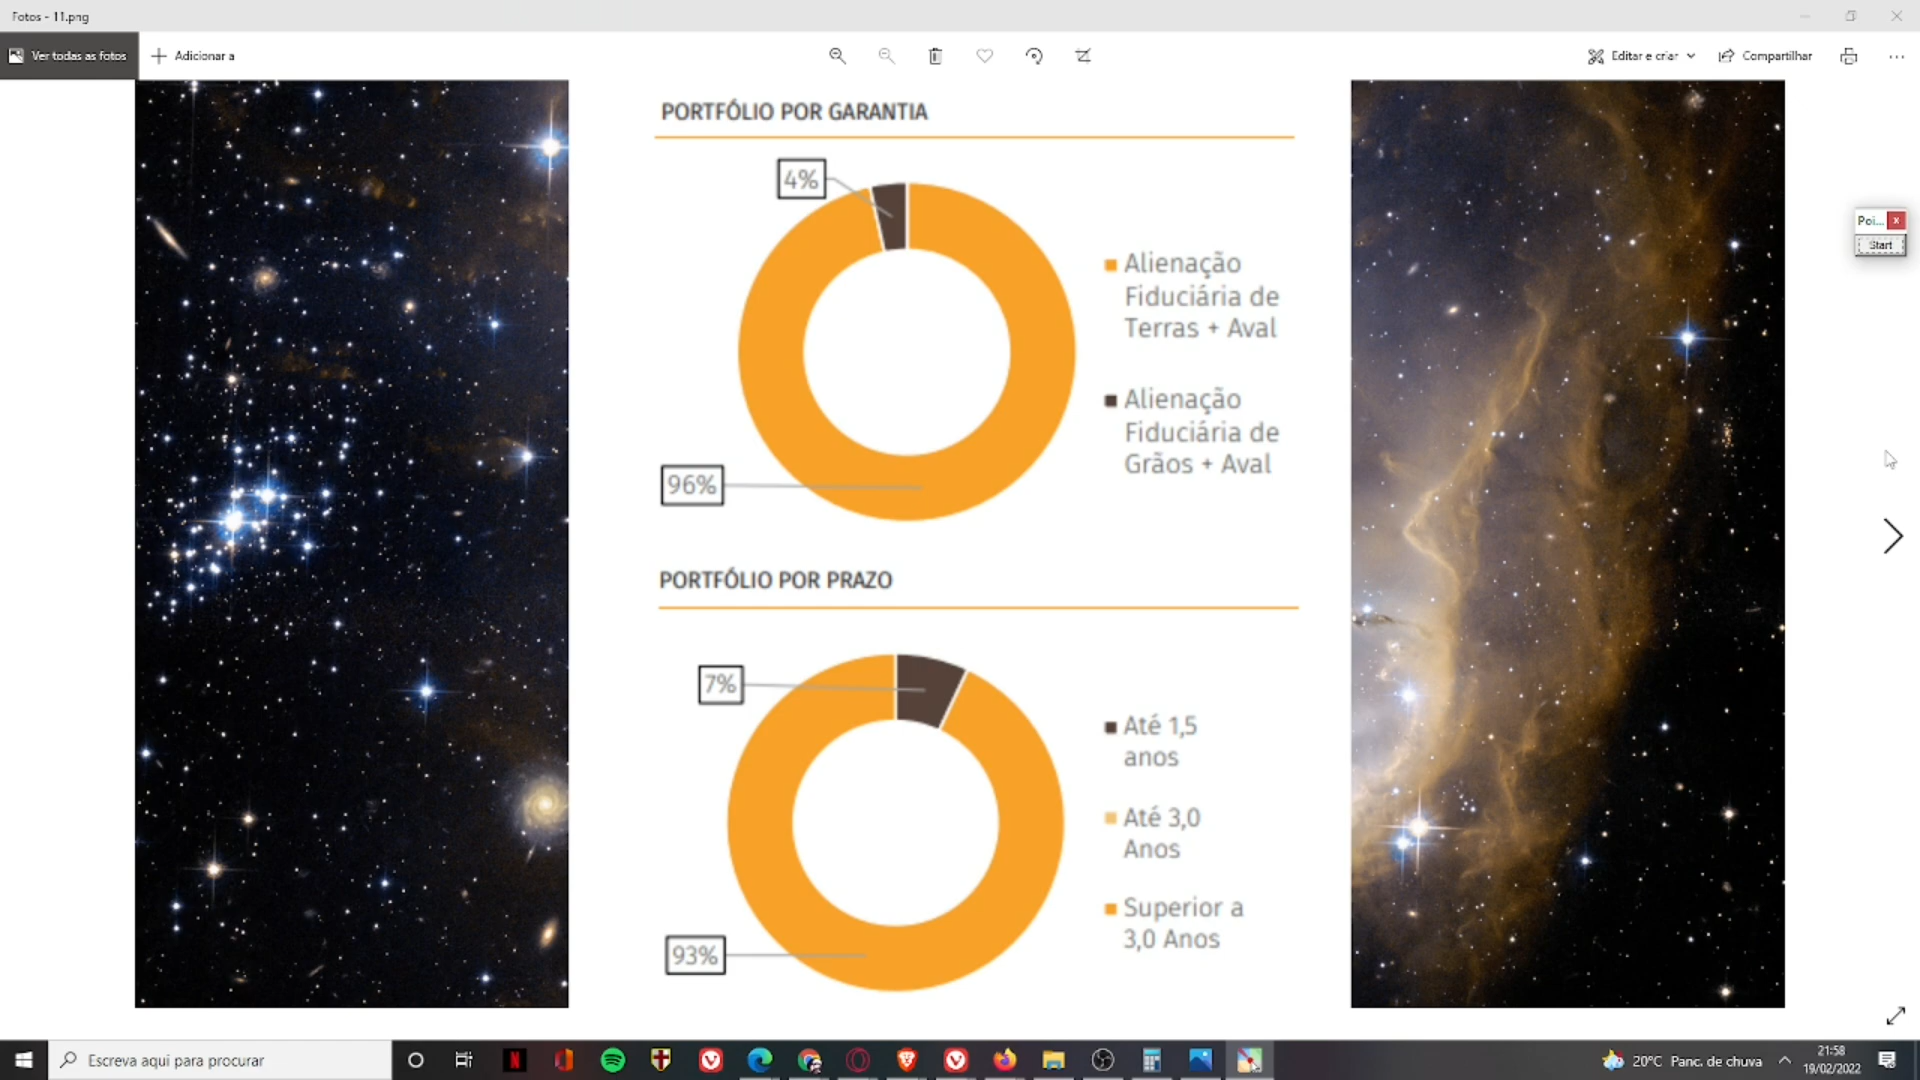 Fotos - 11.png
Ver todas as fotos
Adicionar a
Editar e criar
Compartilhar
PORTFÓLIO POR GARANTIA
4%
Alienação
Fiduciária de
Terras + Aval
Alienação
Fiduciária de
Grãos + Aval
96%
Poi...
Start
PORTFÓLIO POR PRAZO
7%
Até 1,5
anos
Até 3,0
Anos
Superior a
3,0 Anos
93%
Escreva aqui para procurar
20°C Panc. de chuva
21:58
19/02/2022